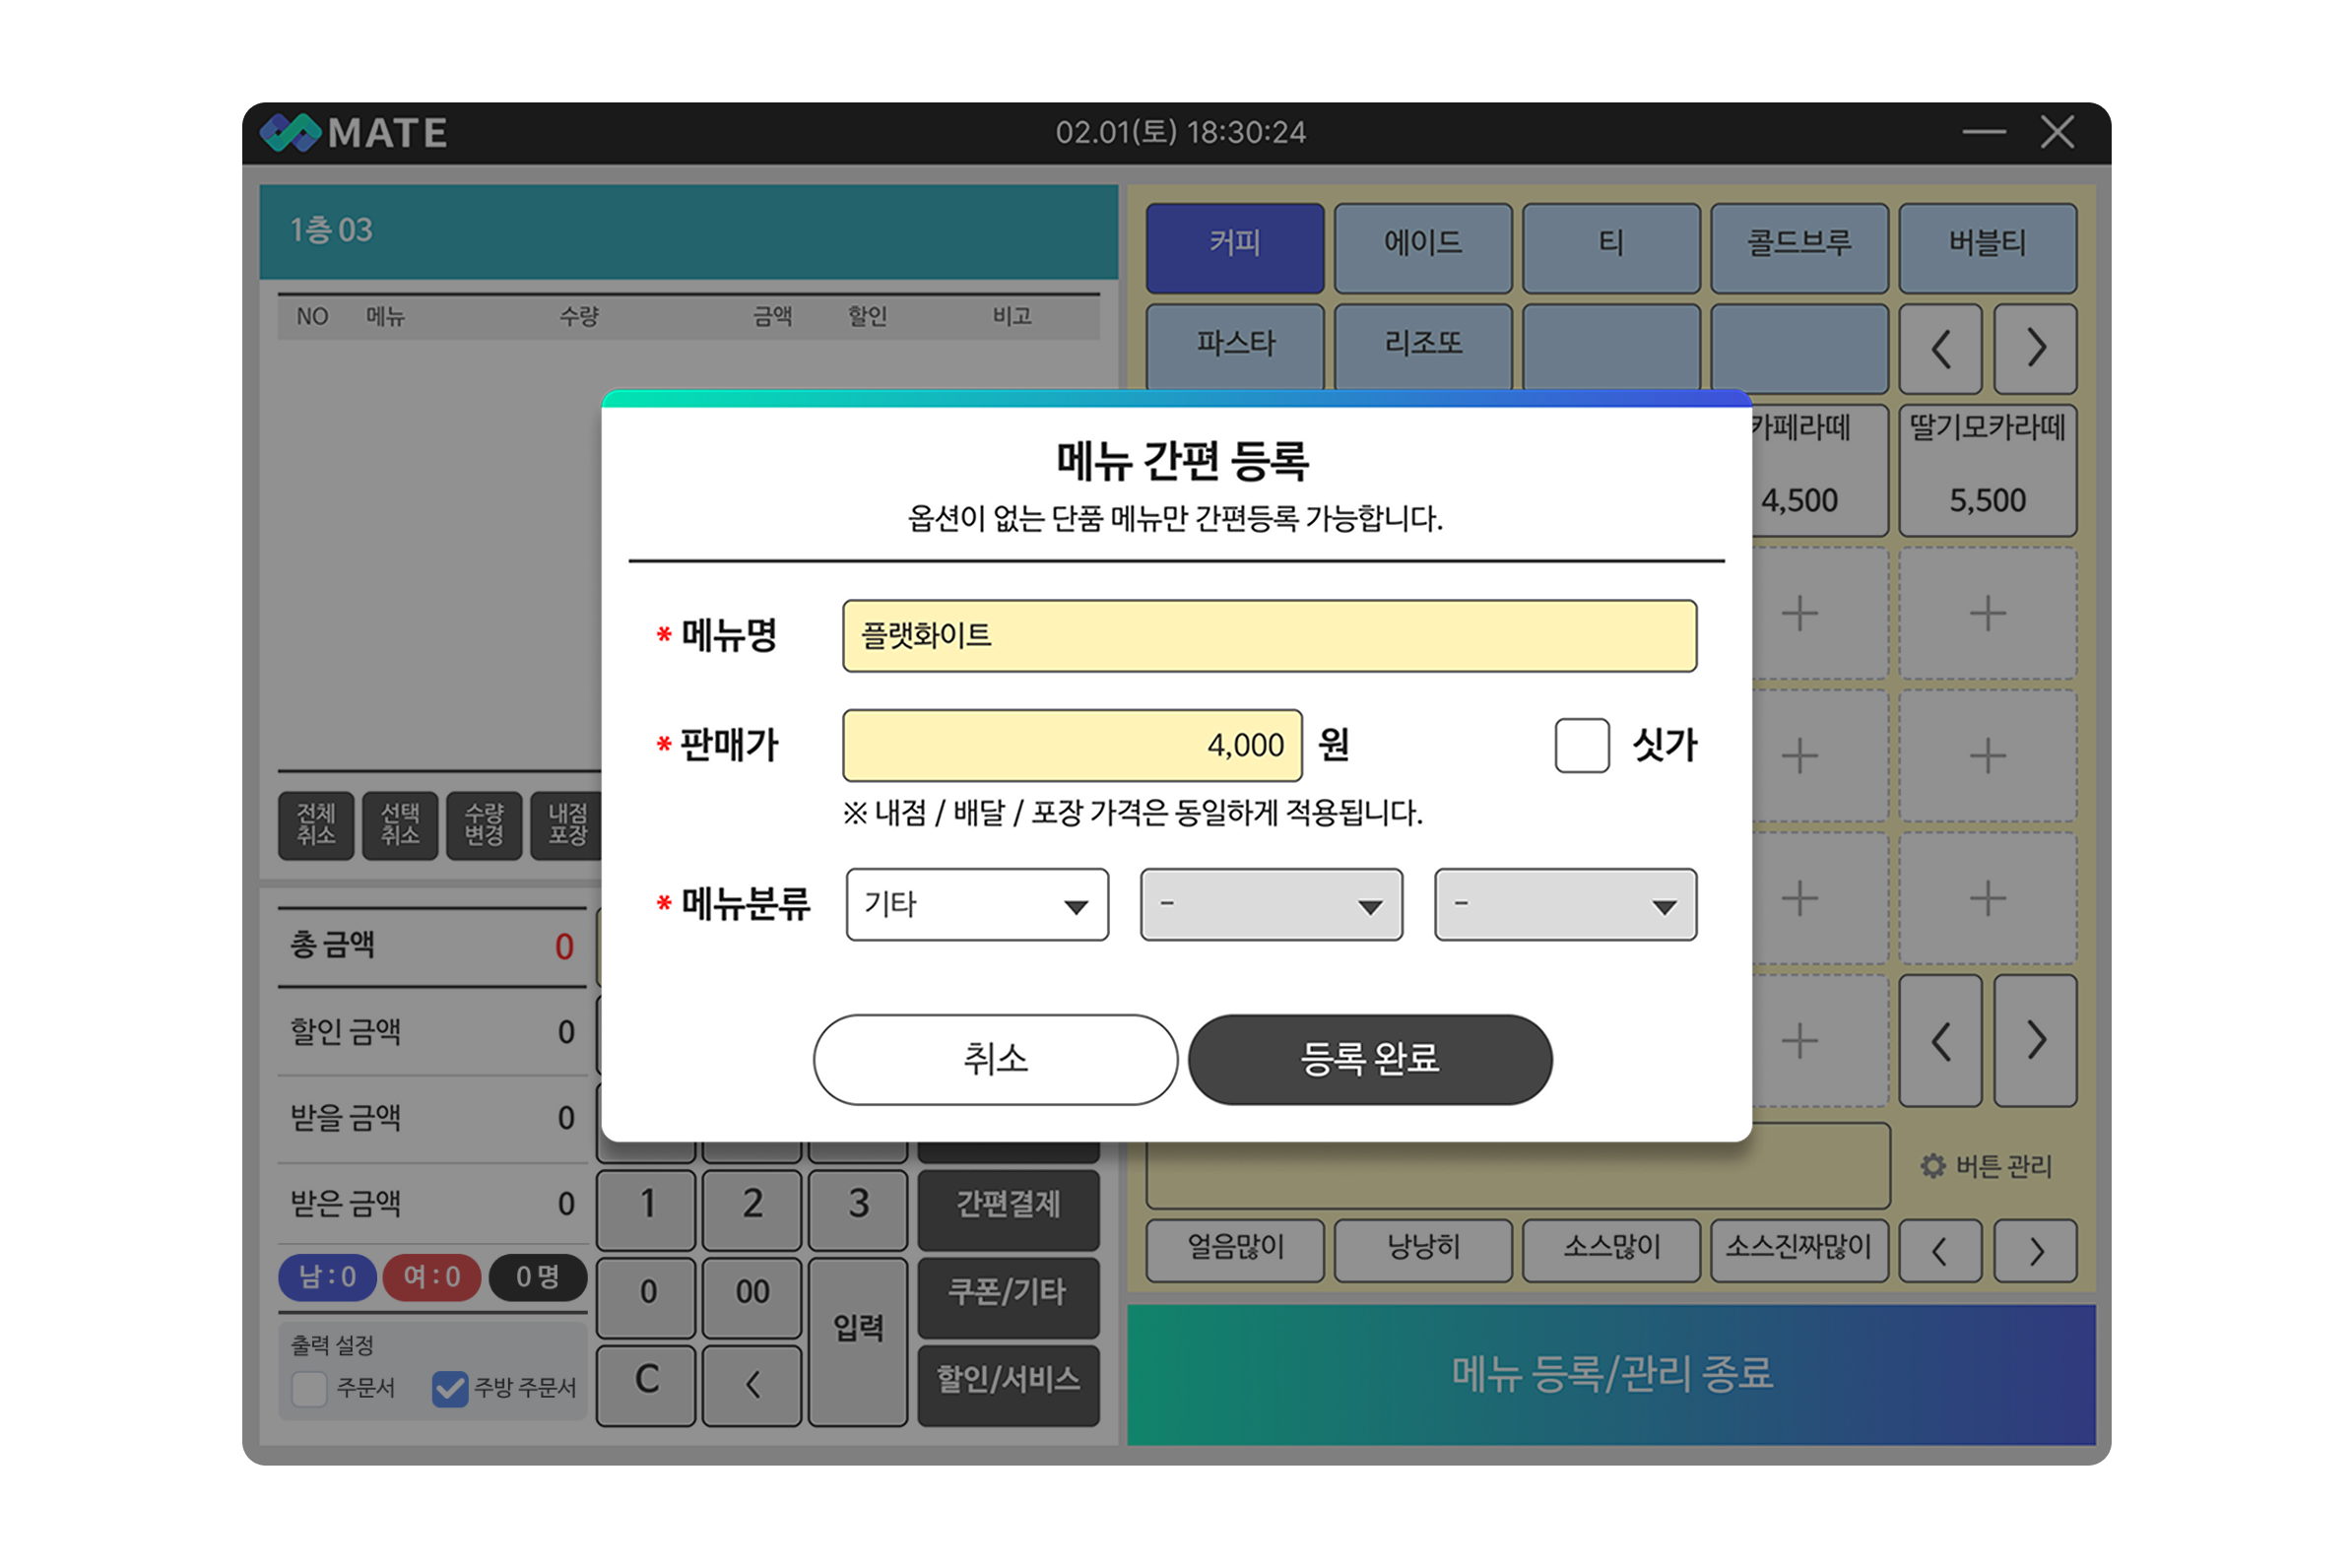 MATE
02.01(토) 18:30:24
1층 03
NO 메뉴 수량 금액 할인 비고
커피 에이드 티 콜드브루 버블티
파스타 리조또
카페라떼 딸기모카라떼
4,500 5,500
메뉴 간편 등록
옵션이 없는 단품 메뉴만 간편등록 가능합니다.
* 메뉴명 플랫화이트
* 판매가 4,000 원 싯가
※ 내점 / 배달 / 포장 가격은 동일하게 적용됩니다.
* 메뉴분류 기타 - -
취소 등록 완료
전체
취소
선택
취소
수량
변경
내점
포장
총 금액 0
할인 금액 0
받을 금액 0
받은 금액 0
남 : 0 여 : 0 0 명
출력 설정
주문서 주방 주문서
1 2 3 간편결제
0 00 입력 쿠폰/기타
C < 할인/서비스
버튼 관리
얼음많이 낭낭히 소스많이 소스진짜많이
메뉴 등록/관리 종료